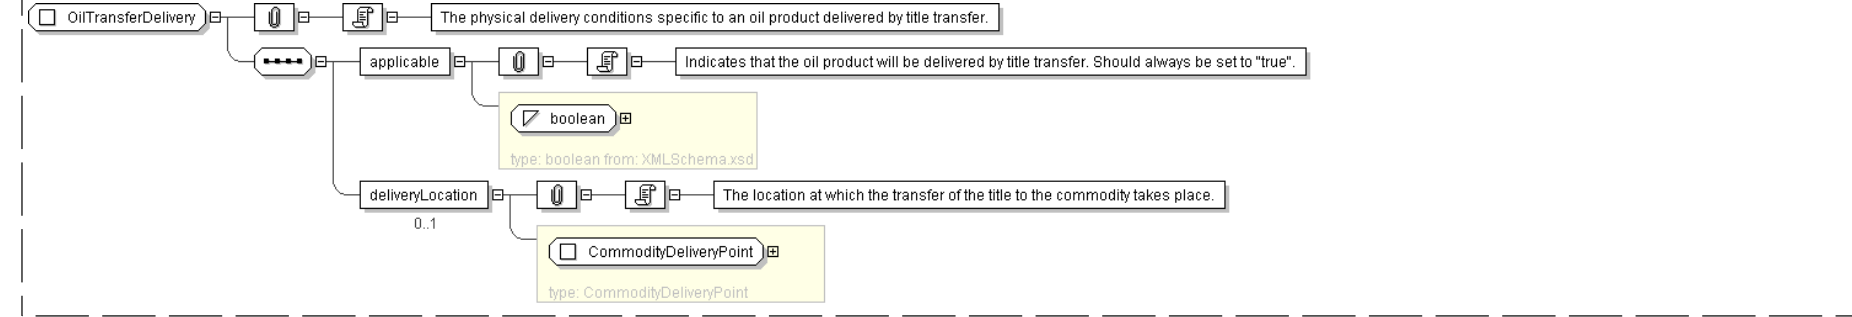 OilTransferDelivery
The physical delivery conditions specific to an oil product delivered by title transfer.
applicable
Indicates that the oil product will be delivered by title transfer. Should always be set to "true".
boolean
type: boolean from: XMLSchema.xsd
deliveryLocation
The location at which the transfer of the title to the commodity takes place.
0..1
CommodityDeliveryPoint
type: CommodityDeliveryPoint